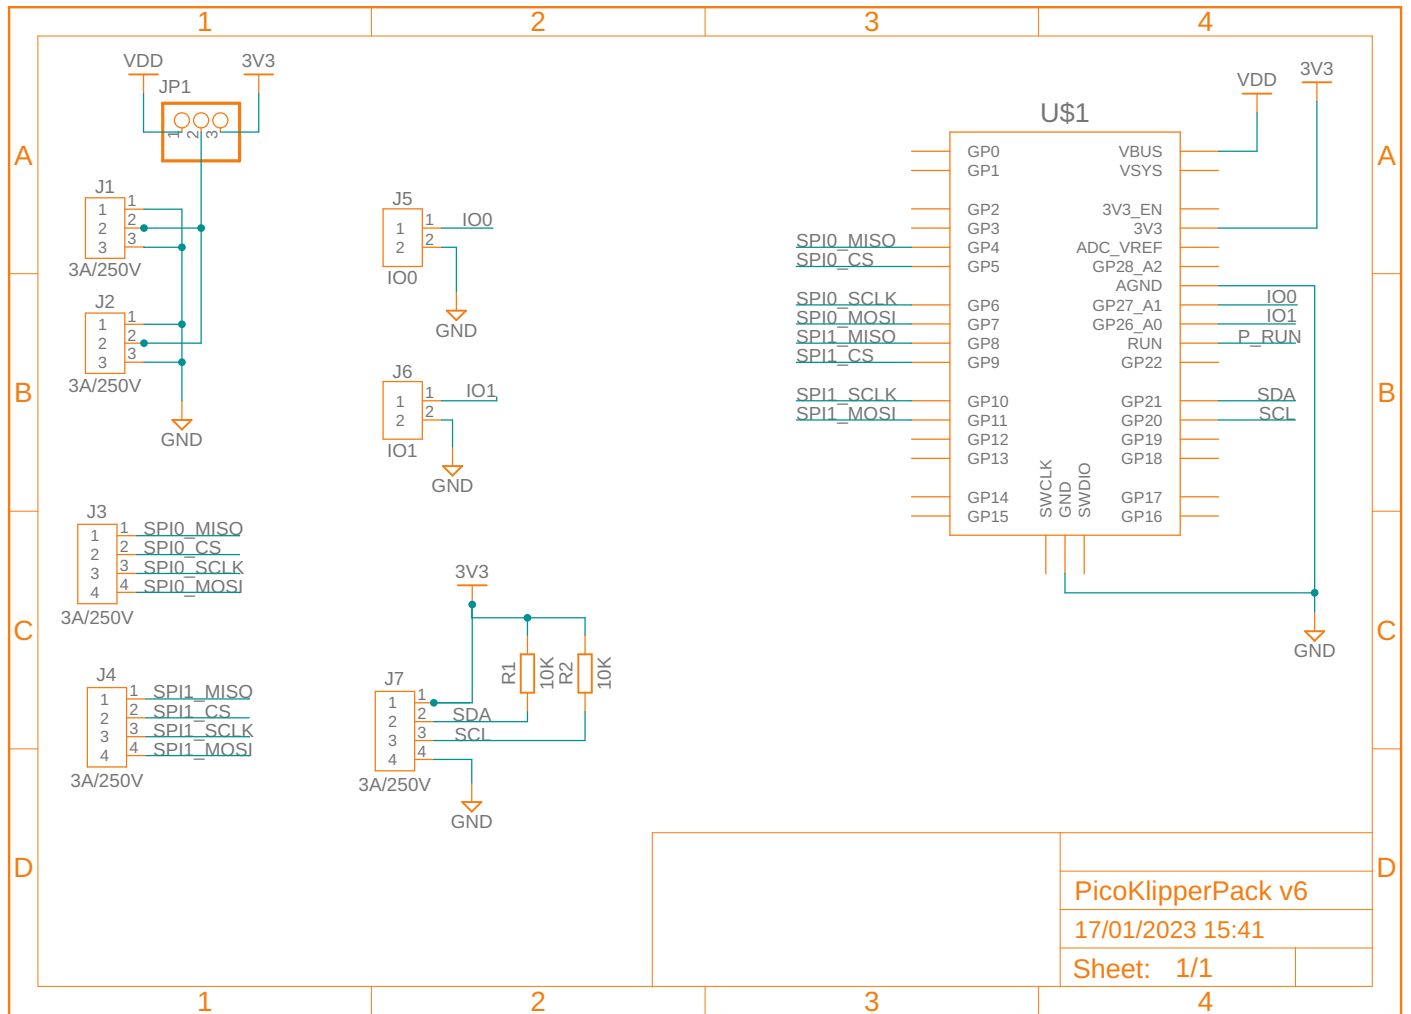 1 2 3 4
A A
B B
C C
D D
VDD 3V3
JP1
1 2 3
J1
1 1
2 2
3 3
3A/250V
J2
1 1
2 2
3 3
3A/250V
GND
J3
1 1 SPI0_MISO
2 2 SPI0_CS
3 3 SPI0_SCLK
4 4 SPI0_MOSI
3A/250V
J4
1 1 SPI1_MISO
2 2 SPI1_CS
3 3 SPI1_SCLK
4 4 SPI1_MOSI
3A/250V
J5
1 1 IO0
2 2
IO0
GND
J6
1 1 IO1
2 2
IO1
GND
3V3
R1 10K R2 10K
J7
1 1
2 2 SDA
3 3 SCL
4 4
3A/250V
GND
VDD 3V3
U$1
GP0 VBUS
GP1 VSYS
GP2 3V3_EN
GP3 3V3
SPI0_MISO GP4 ADC_VREF
SPI0_CS GP5 GP28_A2
AGND
SPI0_SCLK GP6 GP27_A1 IO0
SPI0_MOSI GP7 GP26_A0 IO1
SPI1_MISO GP8 RUN P_RUN
SPI1_CS GP9 GP22
SPI1_SCLK GP10 GP21 SDA
SPI1_MOSI GP11 GP20 SCL
GP12 GP19
GP13 GP18
GP14 GP17
GP15 GP16
SWCLK GND SWDIO
GND
PicoKlipperPack v6
17/01/2023 15:41
Sheet: 1/1
1 2 3 4